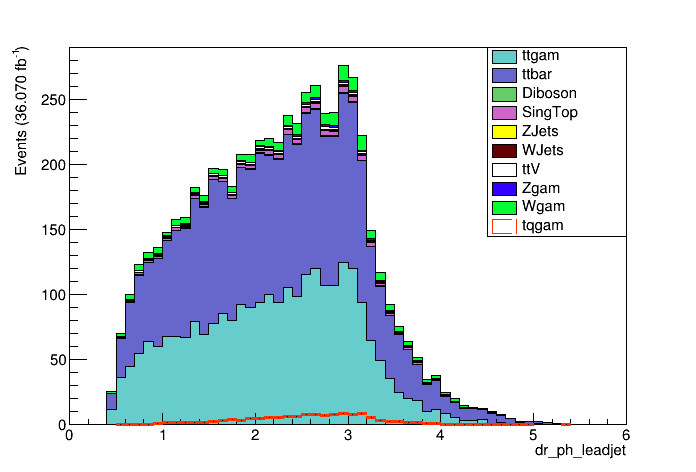 Events (36.070 fb⁻¹)
250
200
150
100
50
0
0 1 2 3 4 5 6
dr_ph_leadjet
ttgam
ttbar
Diboson
SingTop
ZJets
WJets
ttV
Zgam
Wgam
tqgam